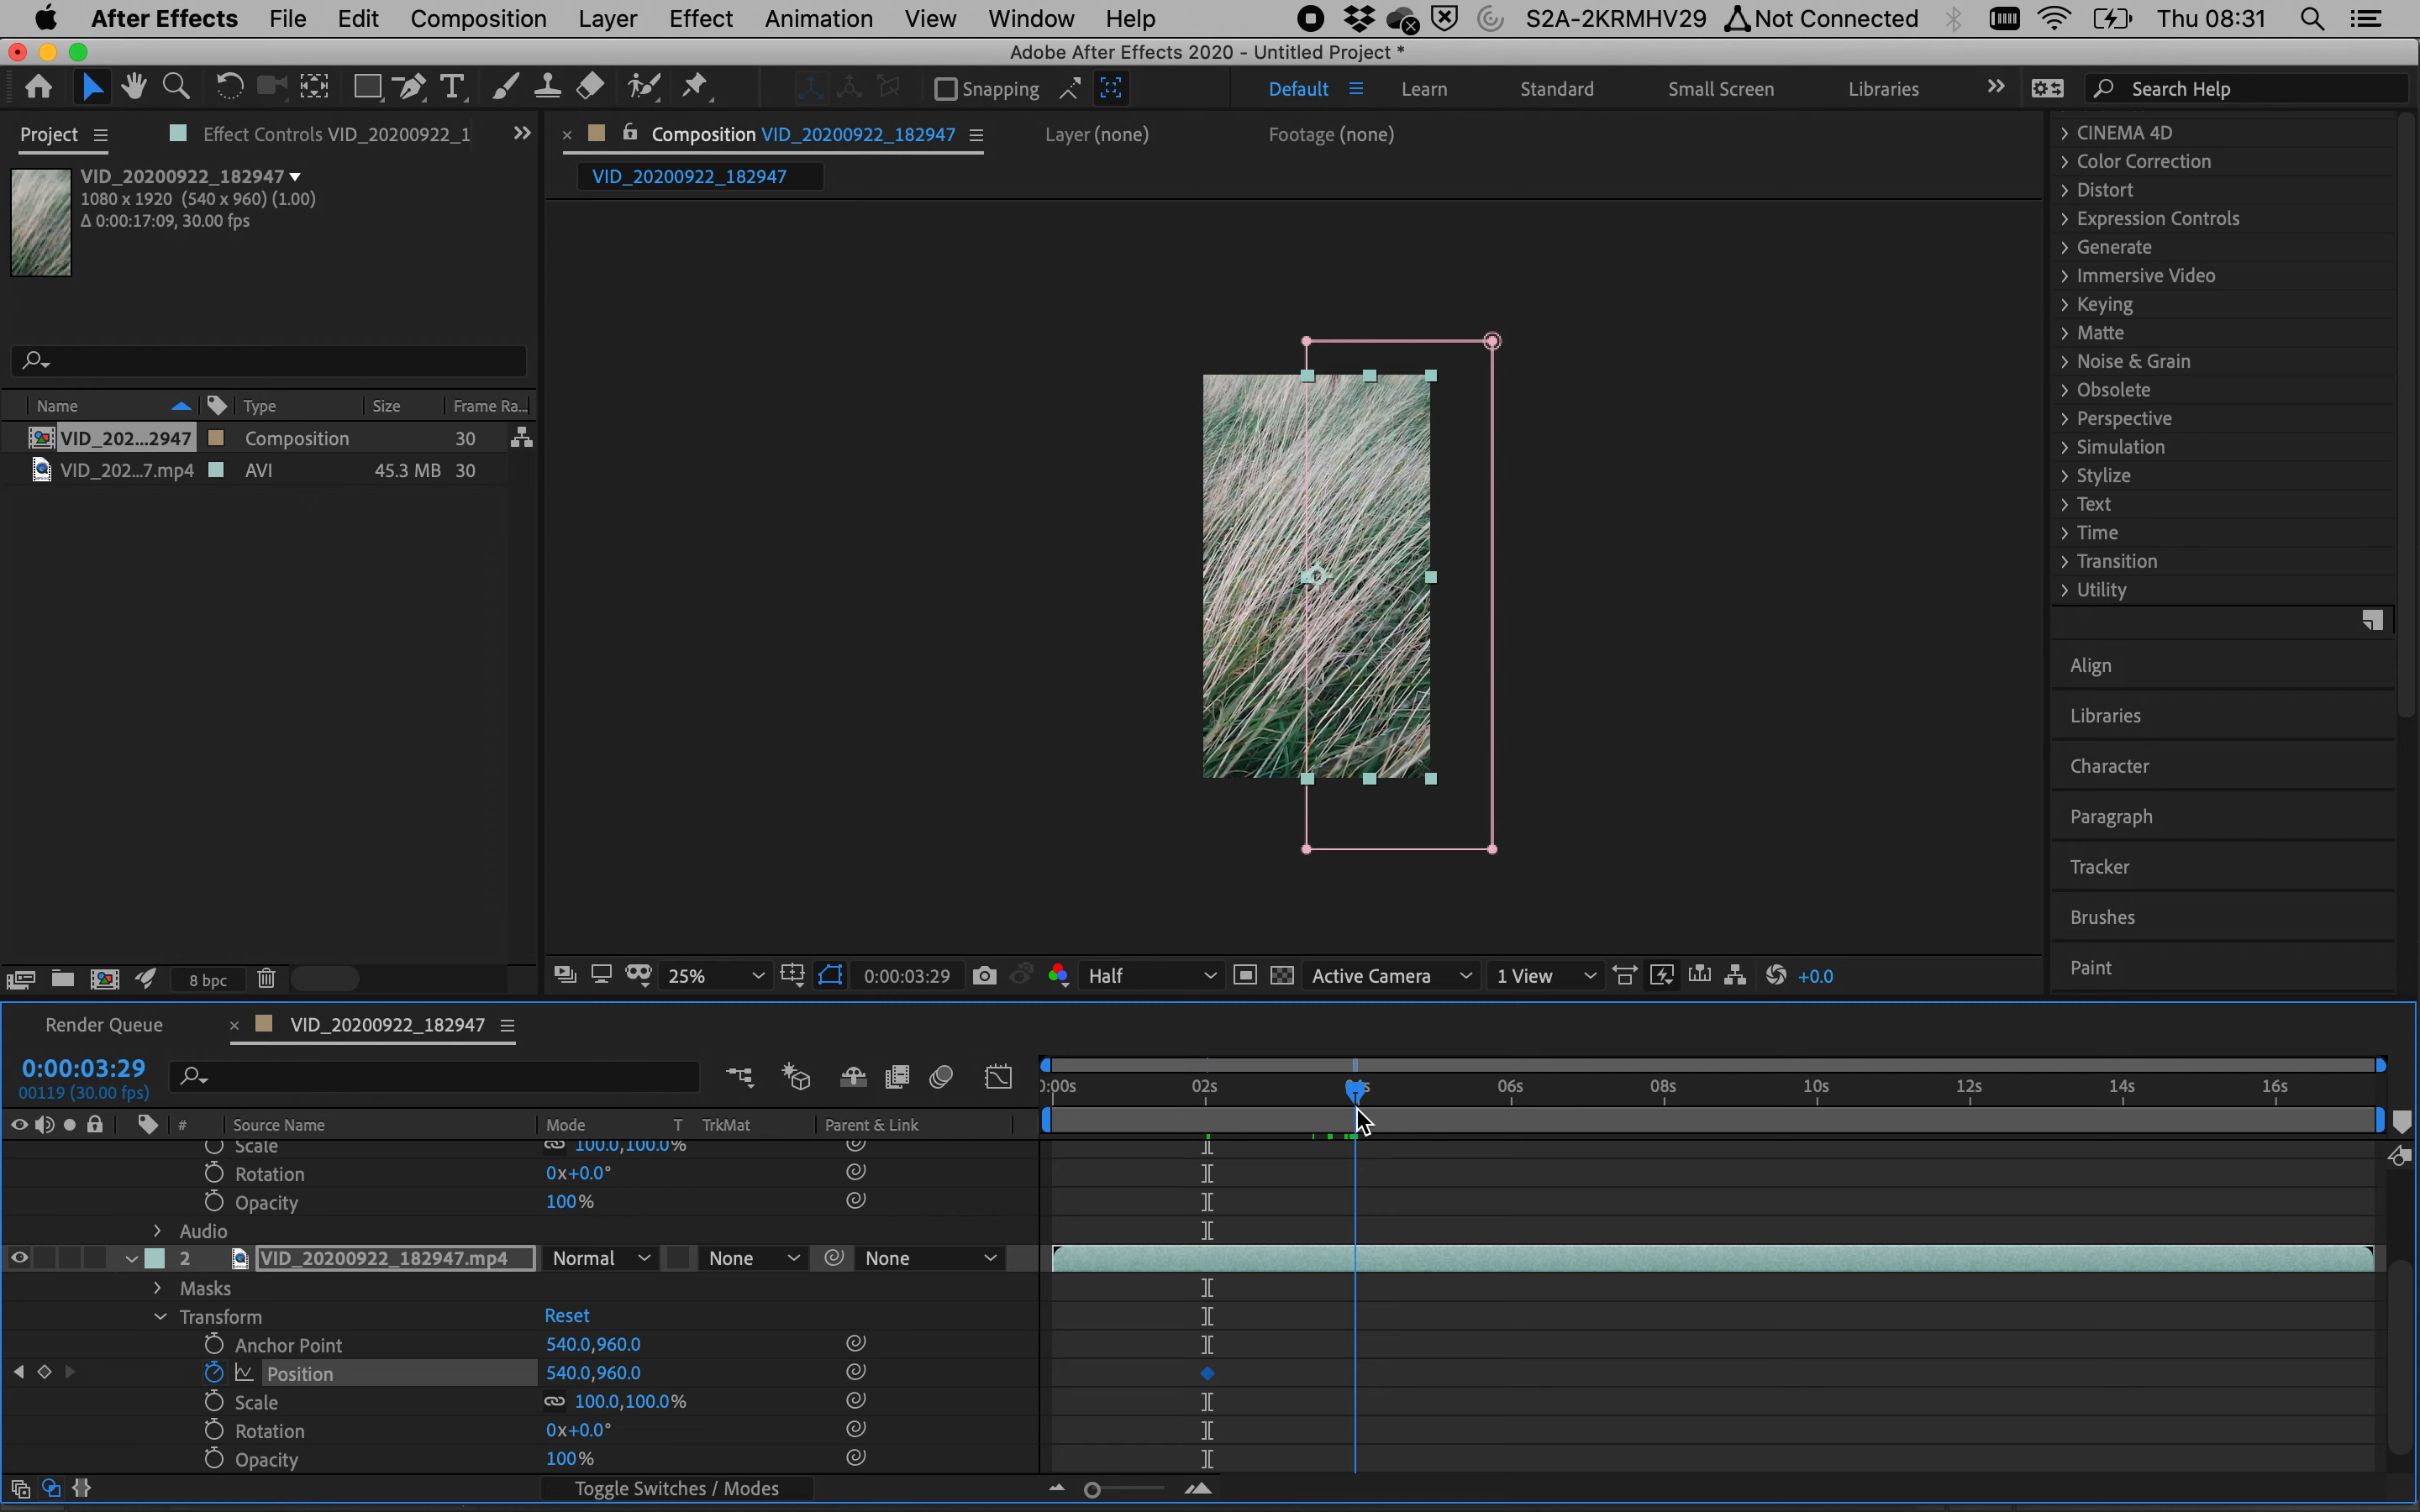 After Effects File Edit Composition Layer Effect Animation View Window Help S2A-2KRMHV29 Not Connected Thu 08:31
Adobe After Effects 2020 - Untitled Project *
Snapping Default Learn Standard Small Screen Libraries Search Help
Project Effect Controls VID_20200922_1 Composition VID_20200922_182947 Layer (none) Footage (none)
VID_20200922_182947
1080 x 1920 (540 x 960) (1.00)
Δ 0:00:17:09, 30.00 fps
VID_20200922_182947
Name Type Size Frame Ra...
VID_202...2947 Composition 30
VID_202...7.mp4 AVI 45.3 MB 30
CINEMA 4D
Color Correction
Distort
Expression Controls
Generate
Immersive Video
Keying
Matte
Noise & Grain
Obsolete
Perspective
Simulation
Stylize
Text
Time
Transition
Utility
Align
Libraries
Character
Paragraph
Tracker
Brushes
Paint
8 bpc 25% 0:00:03:29 Half Active Camera 1 View +0.0
Render Queue VID_20200922_182947
0:00:03:29
00119 (30.00 fps)
0:00s 02s 06s 08s 10s 12s 14s 16s
# Source Name Mode T TrkMat Parent & Link
Scale 100.0,100.0%
Rotation 0x+0.0°
Opacity 100%
Audio
2 VID_20200922_182947.mp4 Normal None None
Masks
Transform Reset
Anchor Point 540.0,960.0
Position 540.0,960.0
Scale 100.0,100.0%
Rotation 0x+0.0°
Opacity 100%
Toggle Switches / Modes